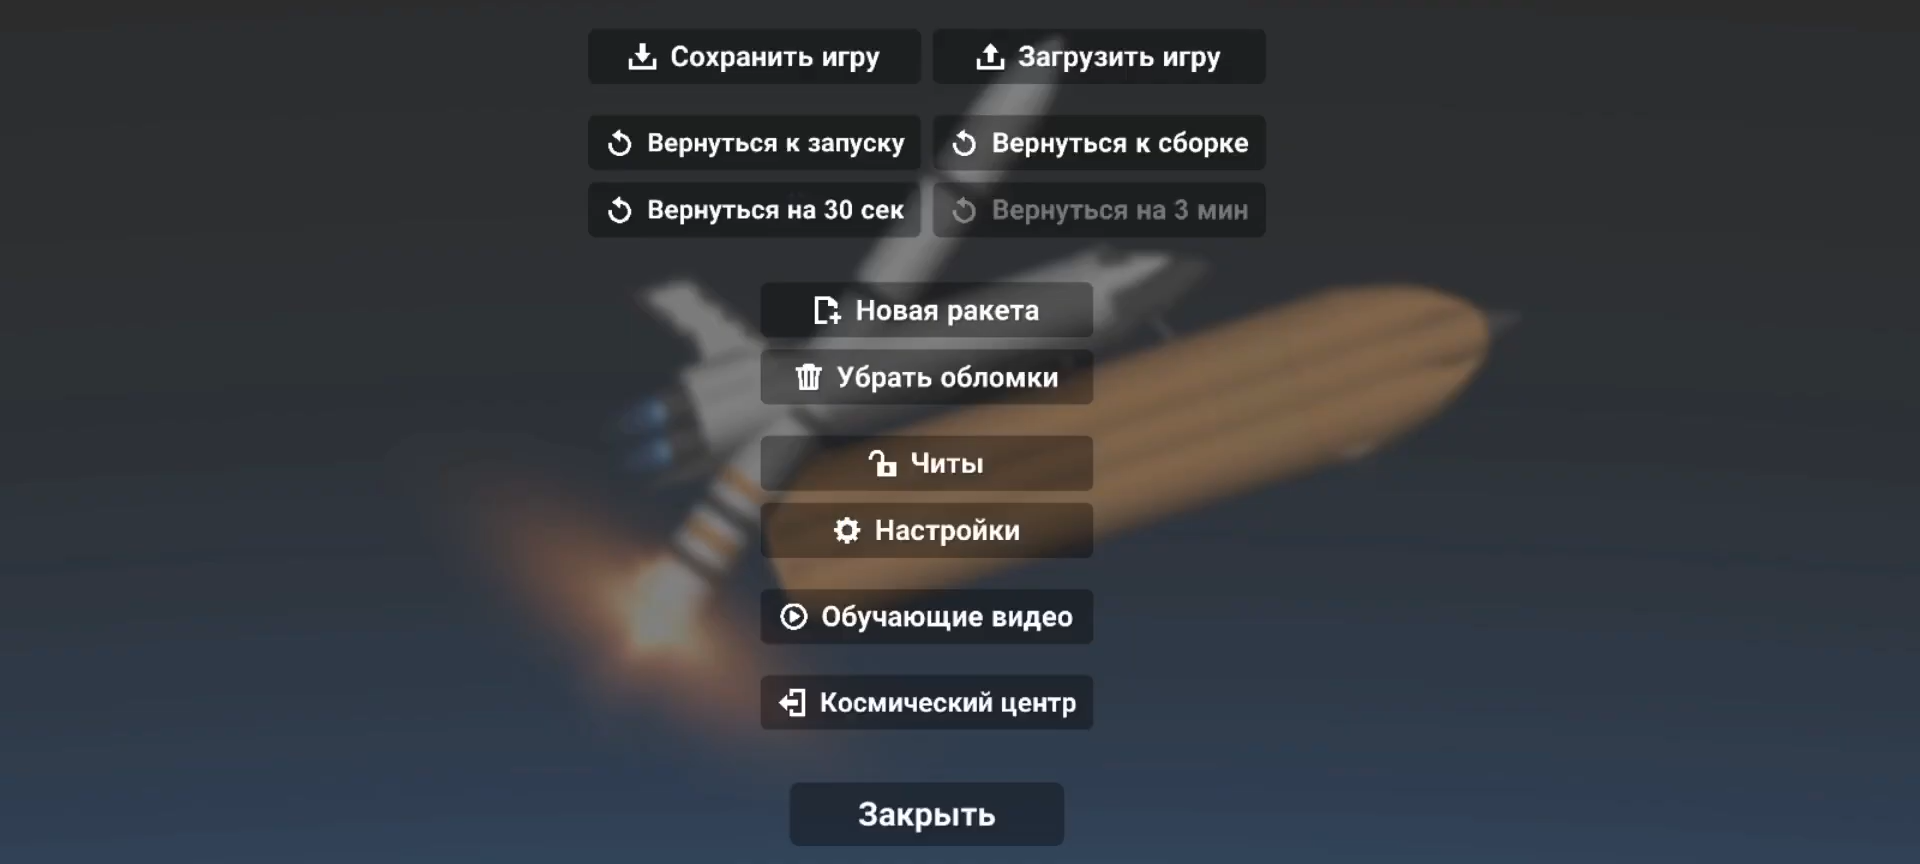 Сохранить игру
Загрузить игру
Вернуться к запуску
Вернуться к сборке
Вернуться на 30 сек
Вернуться на 3 мин
Новая ракета
Убрать обломки
Читы
Настройки
Обучающие видео
Космический центр
Закрыть